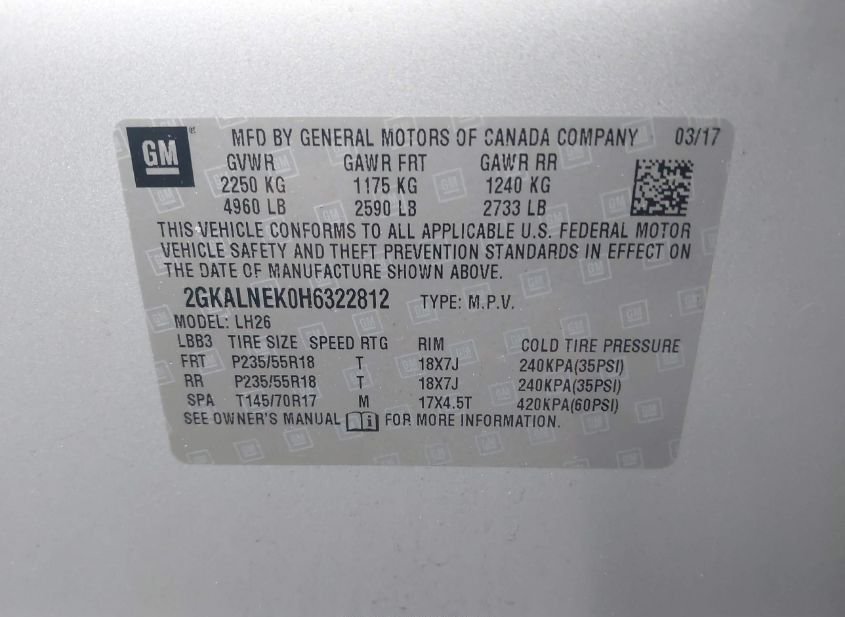 GM MFD BY GENERAL MOTORS OF CANADA COMPANY 03/17
GVWR GAWR FRT GAWR RR
2250 KG 1175 KG 1240 KG
4960 LB 2590 LB 2733 LB
THIS VEHICLE CONFORMS TO ALL APPLICABLE U.S. FEDERAL MOTOR
VEHICLE SAFETY AND THEFT PREVENTION STANDARDS IN EFFECT ON
THE DATE OF MANUFACTURE SHOWN ABOVE.
2GKALNEK0H6322812 TYPE: M.P.V.
MODEL: LH26
LBB3 TIRE SIZE SPEED RTG RIM COLD TIRE PRESSURE
FRT P235/55R18 T 18X7J 240KPA(35PSI)
RR P235/55R18 T 18X7J 240KPA(35PSI)
SPA T145/70R17 M 17X4.5T 420KPA(60PSI)
SEE OWNER'S MANUAL i FOR MORE INFORMATION.